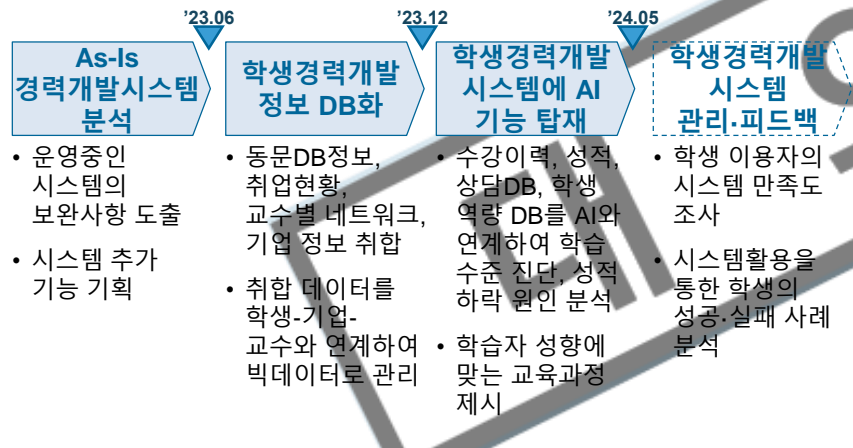 ’23.06
’23.12
’24.05
As-Is
경력개발시스템
분석
학생경력개발
정보 DB화
학생경력개발
시스템에 AI
기능 탑재
학생경력개발
시스템
관리·피드백
• 운영중인
시스템의
보완사항 도출
• 시스템 추가
기능 기획
• 동문DB정보,
취업현황,
교수별 네트워크,
기업 정보 취합
• 취합 데이터를
학생-기업-
교수와 연계하여
빅데이터로 관리
• 수강이력, 성적,
상담DB, 학생
역량 DB를 AI와
연계하여 학습
수준 진단, 성적
하락 원인 분석
• 학습자 성향에
맞는 교육과정
제시
• 학생 이용자의
시스템 만족도
조사
• 시스템활용을
통한 학생의
성공·실패 사례
분석
대